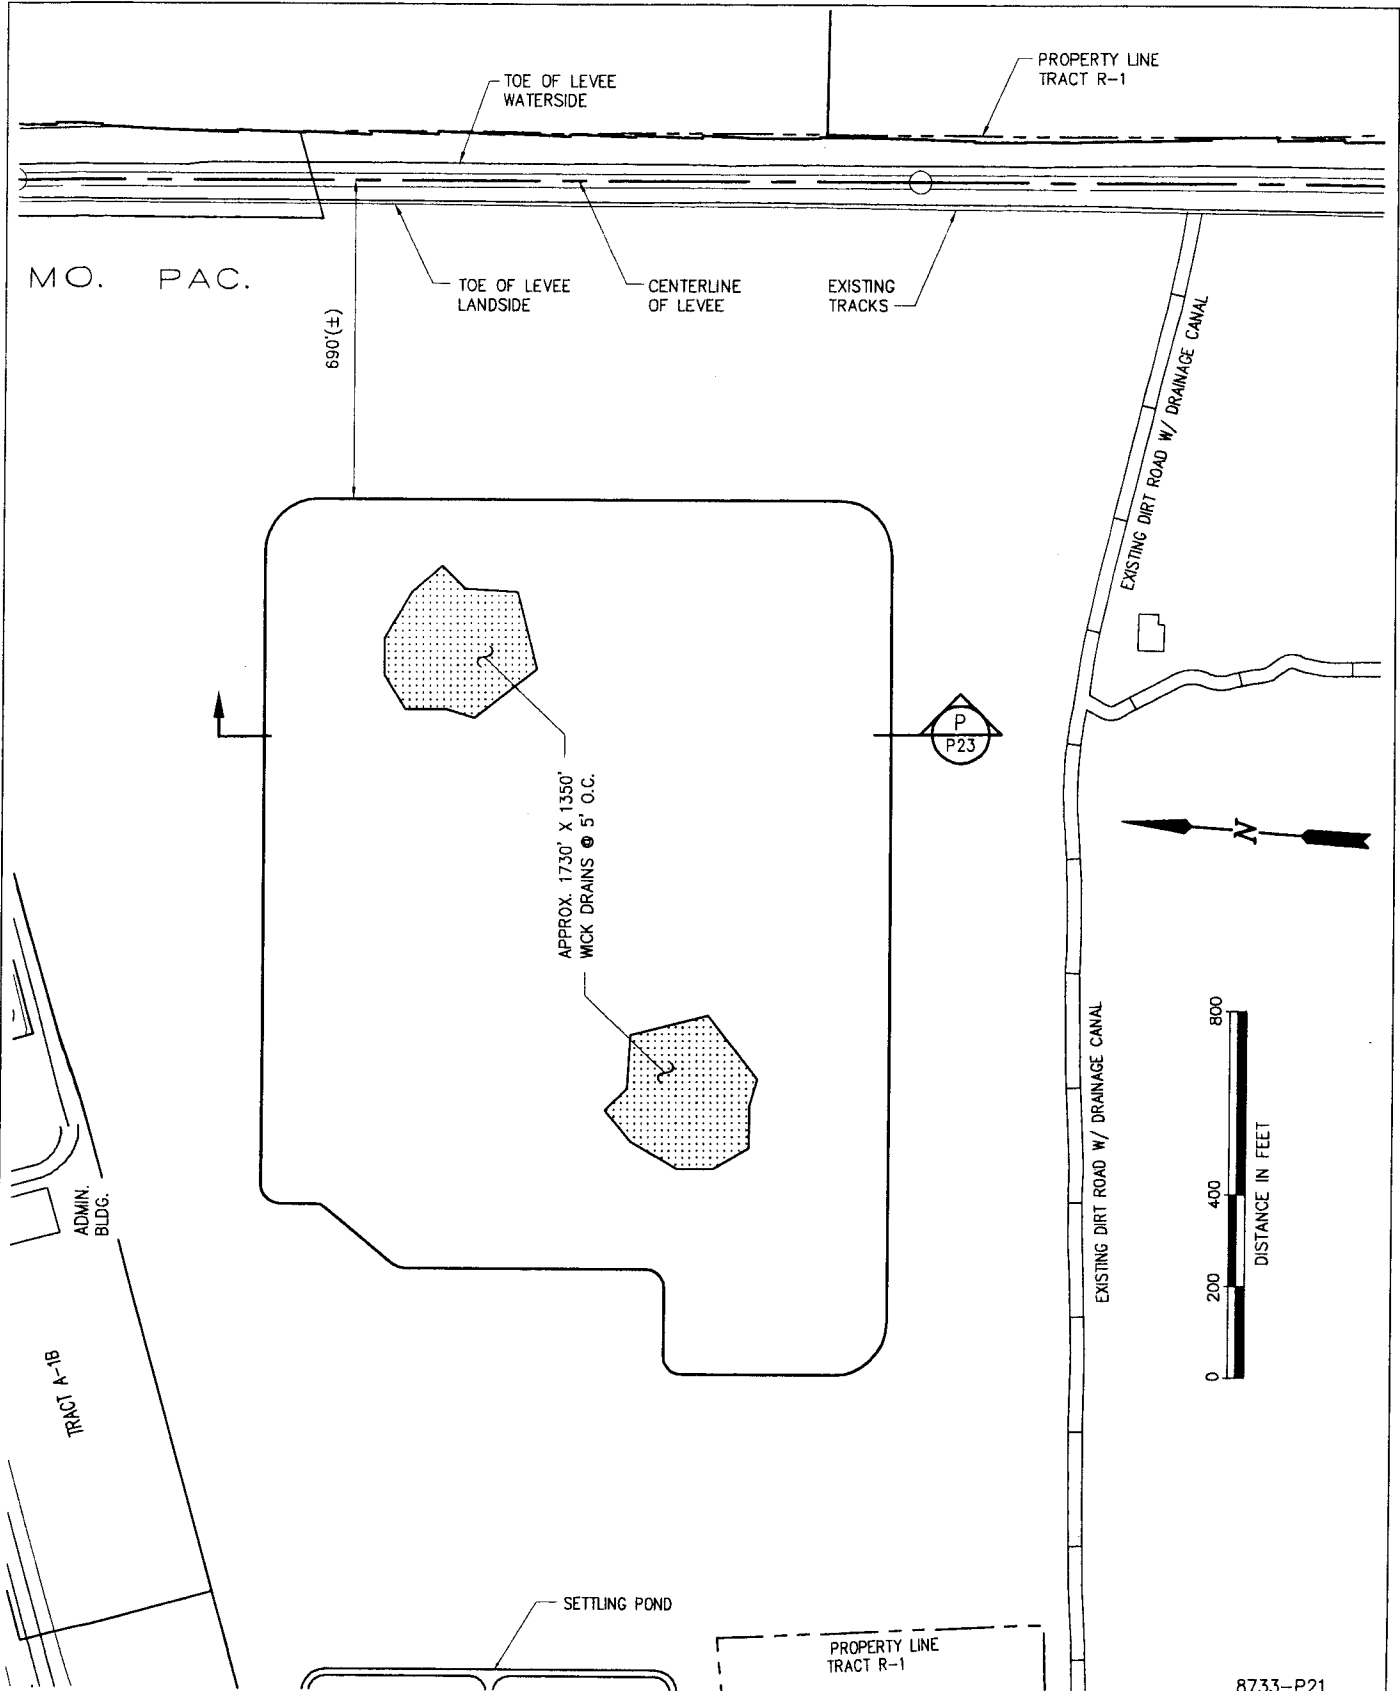 TOE OF LEVEE
WATERSIDE
PROPERTY LINE
TRACT R-1
MO. PAC.
TOE OF LEVEE
LANDSIDE
CENTERLINE
OF LEVEE
EXISTING
TRACKS
690'(±)
EXISTING DIRT ROAD W/ DRAINAGE CANAL
P
P23
APPROX. 1730' X 1350'
WICK DRAINS @ 5' O.C.
N
ADMIN.
BLDG.
TRACT A-1B
EXISTING DIRT ROAD W/ DRAINAGE CANAL
0 200 400 800
DISTANCE IN FEET
SETTLING POND
PROPERTY LINE
TRACT R-1
8733-P21